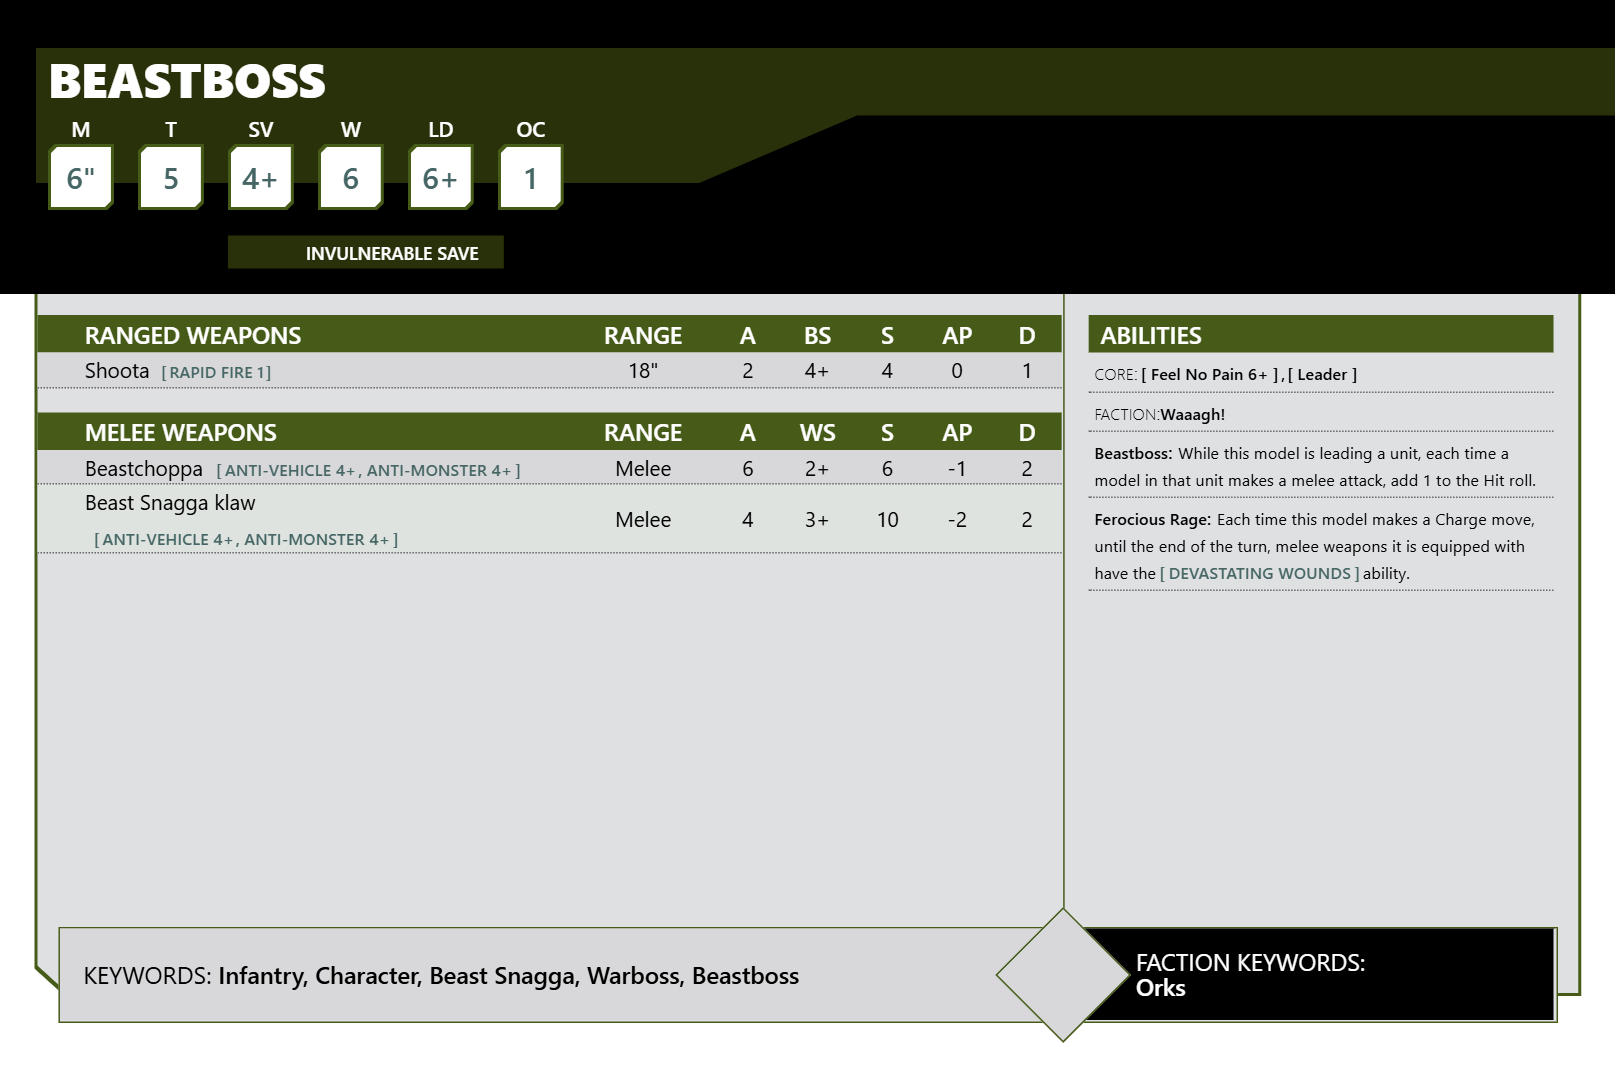 BEASTBOSS
M T SV W LD OC
6" 5 4+ 6 6+ 1
INVULNERABLE SAVE
RANGED WEAPONS RANGE A BS S AP D
Shoota [ RAPID FIRE 1 ] 18" 2 4+ 4 0 1
MELEE WEAPONS RANGE A WS S AP D
Beastchoppa [ ANTI-VEHICLE 4+ , ANTI-MONSTER 4+ ] Melee 6 2+ 6 -1 2
Beast Snagga klaw
[ ANTI-VEHICLE 4+ , ANTI-MONSTER 4+ ] Melee 4 3+ 10 -2 2
ABILITIES
CORE: [ Feel No Pain 6+ ] , [ Leader ]
FACTION:Waaagh!
Beastboss: While this model is leading a unit, each time a
model in that unit makes a melee attack, add 1 to the Hit roll.
Ferocious Rage: Each time this model makes a Charge move,
until the end of the turn, melee weapons it is equipped with
have the [ DEVASTATING WOUNDS ] ability.
KEYWORDS: Infantry, Character, Beast Snagga, Warboss, Beastboss
FACTION KEYWORDS:
Orks